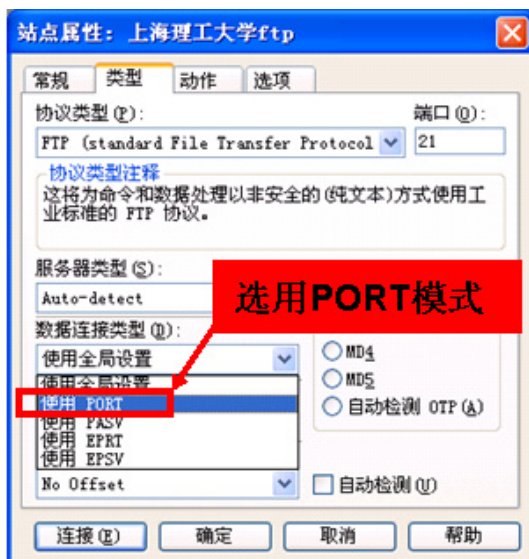 站点属性: 上海理工大学ftp
常规 类型 动作 选项
协议类型(P): 端口(O):
FTP (standard File Transfer Protocol 21
协议类型注释
这将为命令和数据处理以非安全的(纯文本)方式使用工
业标准的 FTP 协议。
服务器类型(S):
Auto-detect
选用PORT模式
数据连接类型(D):
使用全局设置
MD4
使用全局设置
MD5
使用 PORT
自动检测 OTP(A)
使用 PASV
使用 EPRT
使用 EPSV
No Offset 自动检测(U)
连接(E) 确定 取消 帮助